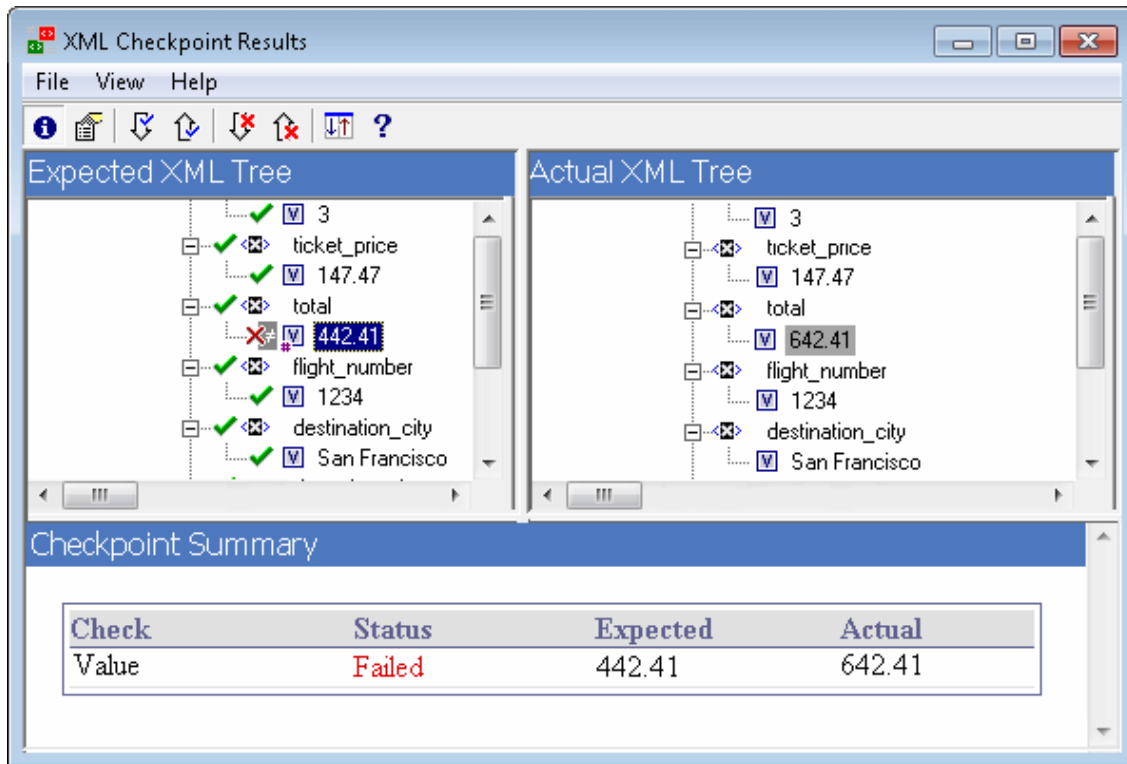 XML Checkpoint Results
File View Help
Expected XML Tree
3
ticket_price
147.47
total
442.41
flight_number
1234
destination_city
San Francisco
Actual XML Tree
3
ticket_price
147.47
total
642.41
flight_number
1234
destination_city
San Francisco
Checkpoint Summary
Check Status Expected Actual
Value Failed 442.41 642.41